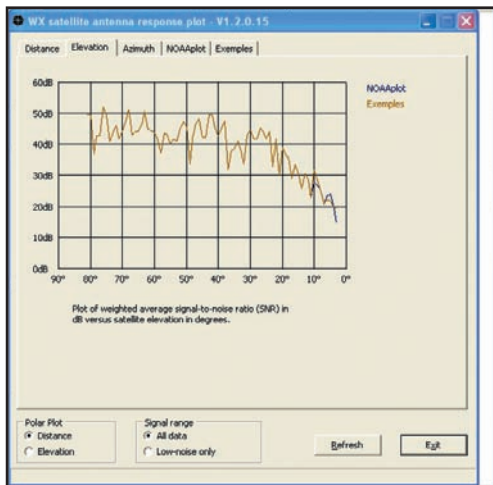 WX satellite antenna response plot - V1.2.0.15
Distance Elevation Azimuth NOAAplot Exemples
60dB
50dB
40dB
30dB
20dB
10dB
0dB
90° 80° 70° 60° 50° 40° 30° 20° 10° 0°
NOAAplot
Exemples
Plot of weighted average signal-to-noise ratio (SNR) in
dB versus satellite elevation in degrees.
Polar Plot
Distance
Elevation
Signal range
All data
Low-noise only
Refresh
Exit